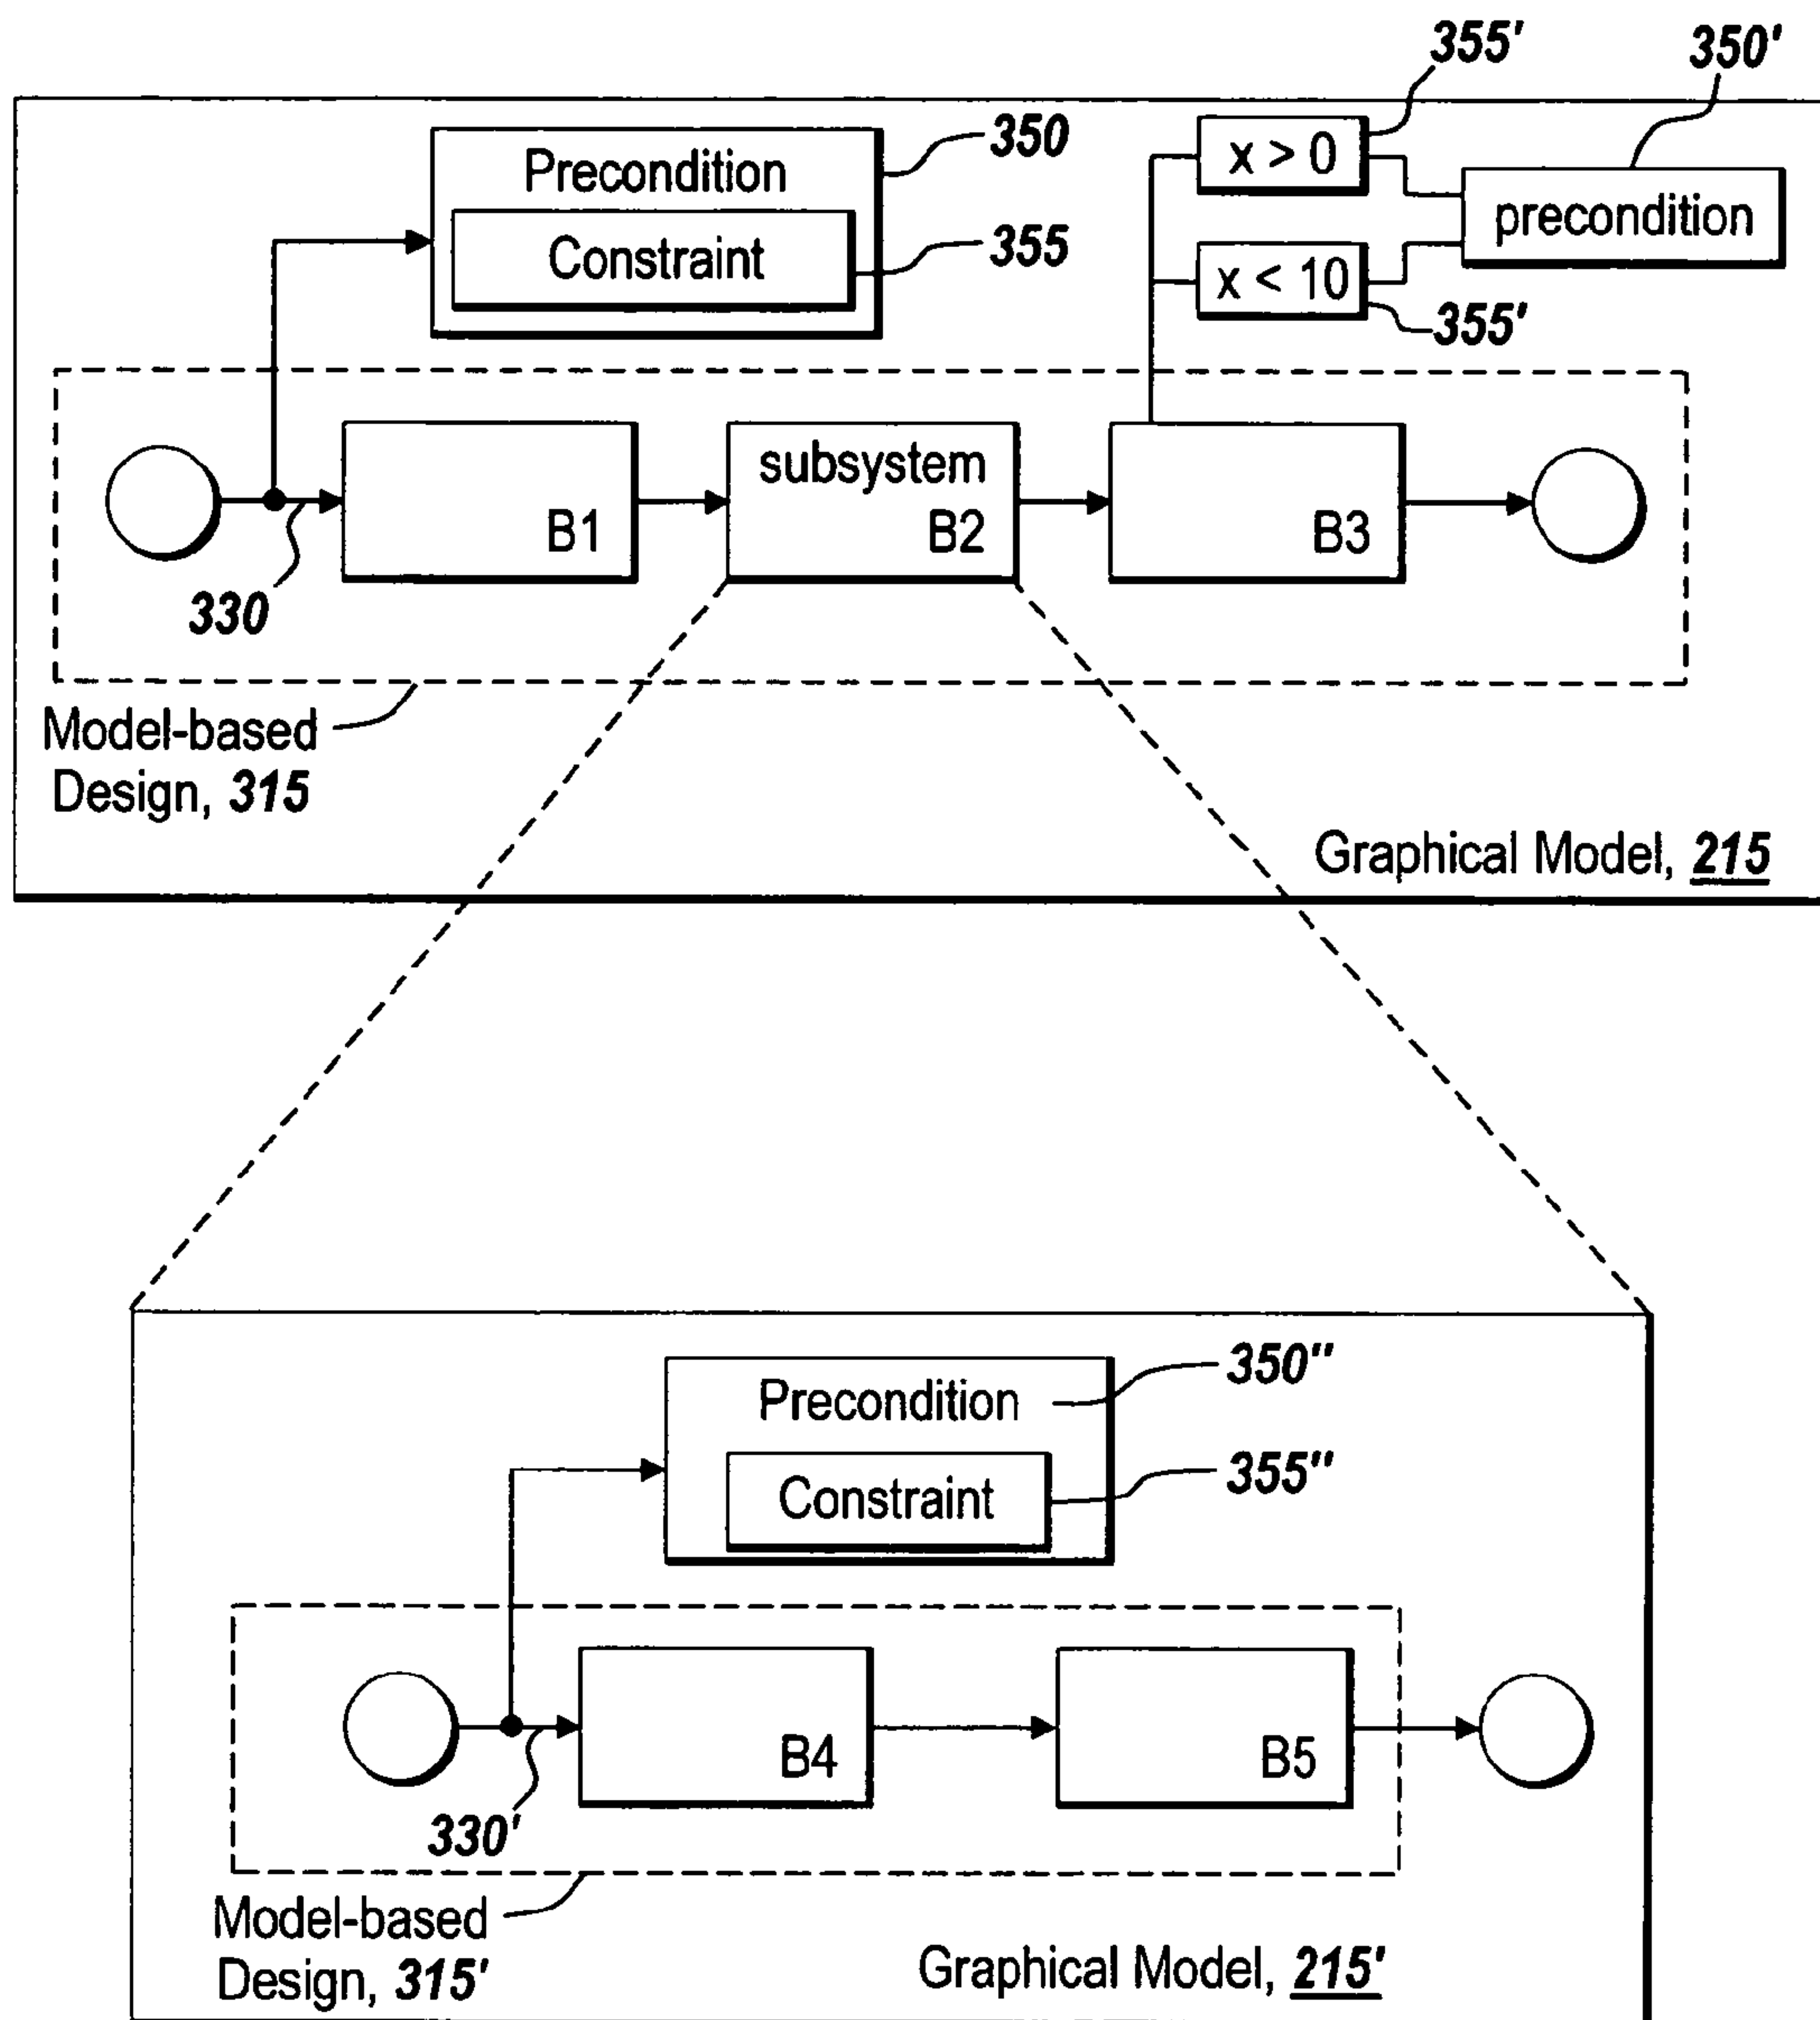 355'
350'
350
x > 0
Precondition
precondition
Constraint
355
x < 10
355'
subsystem
B1
B2
B3
330
Model-based
Design, 315
Graphical Model, 215
350''
Precondition
355''
Constraint
B4
B5
330'
Model-based
Design, 315'
Graphical Model, 215'